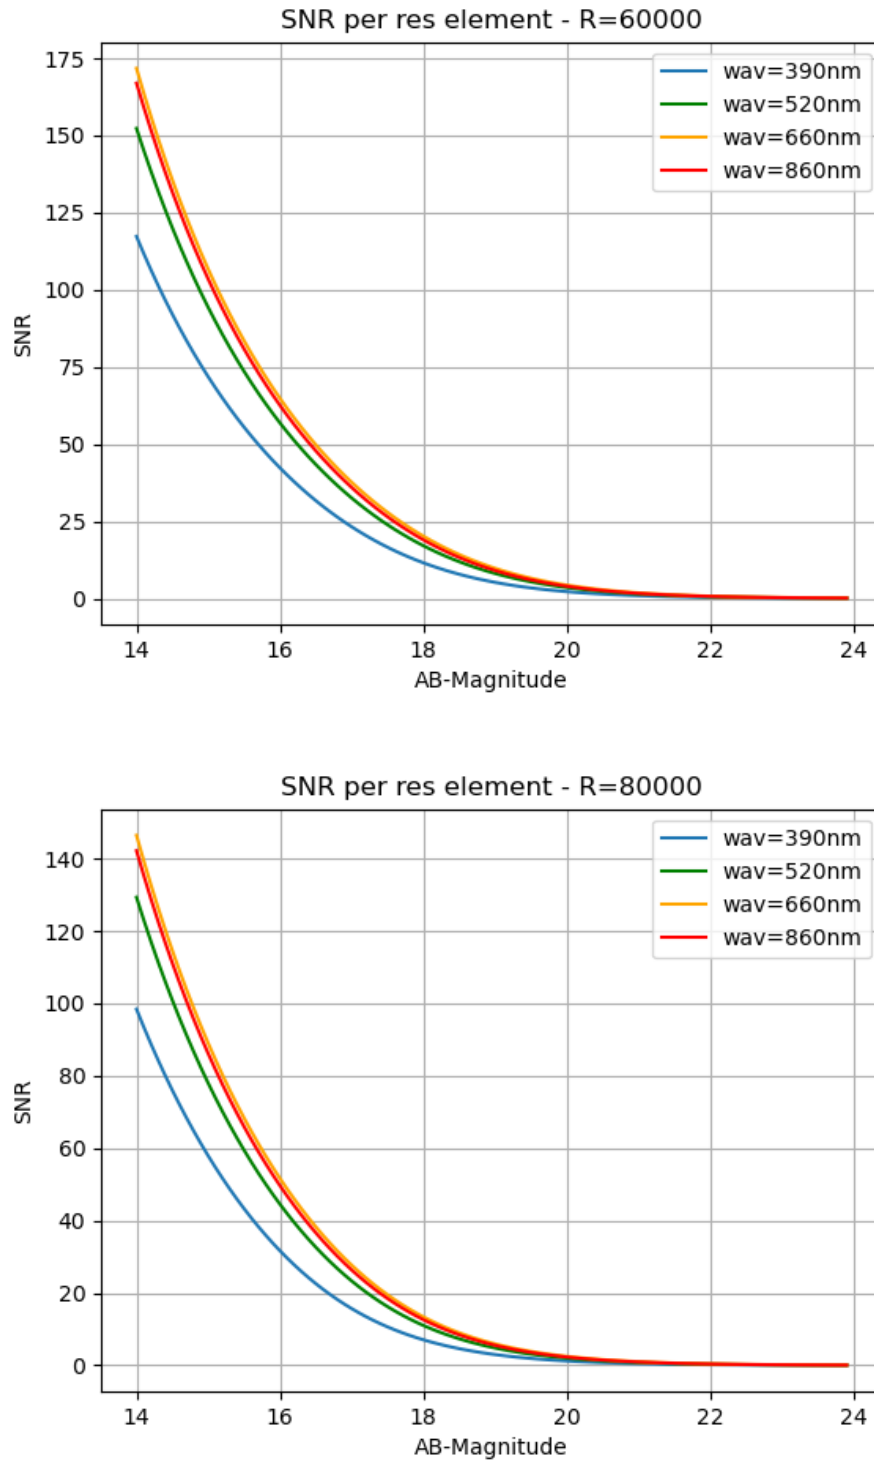 SNR per res element - R=60000
175
150
125
100
75
50
25
0
SNR
wav=390nm
wav=520nm
wav=660nm
wav=860nm
14 16 18 20 22 24
AB-Magnitude
SNR per res element - R=80000
140
120
100
80
60
40
20
0
SNR
wav=390nm
wav=520nm
wav=660nm
wav=860nm
14 16 18 20 22 24
AB-Magnitude